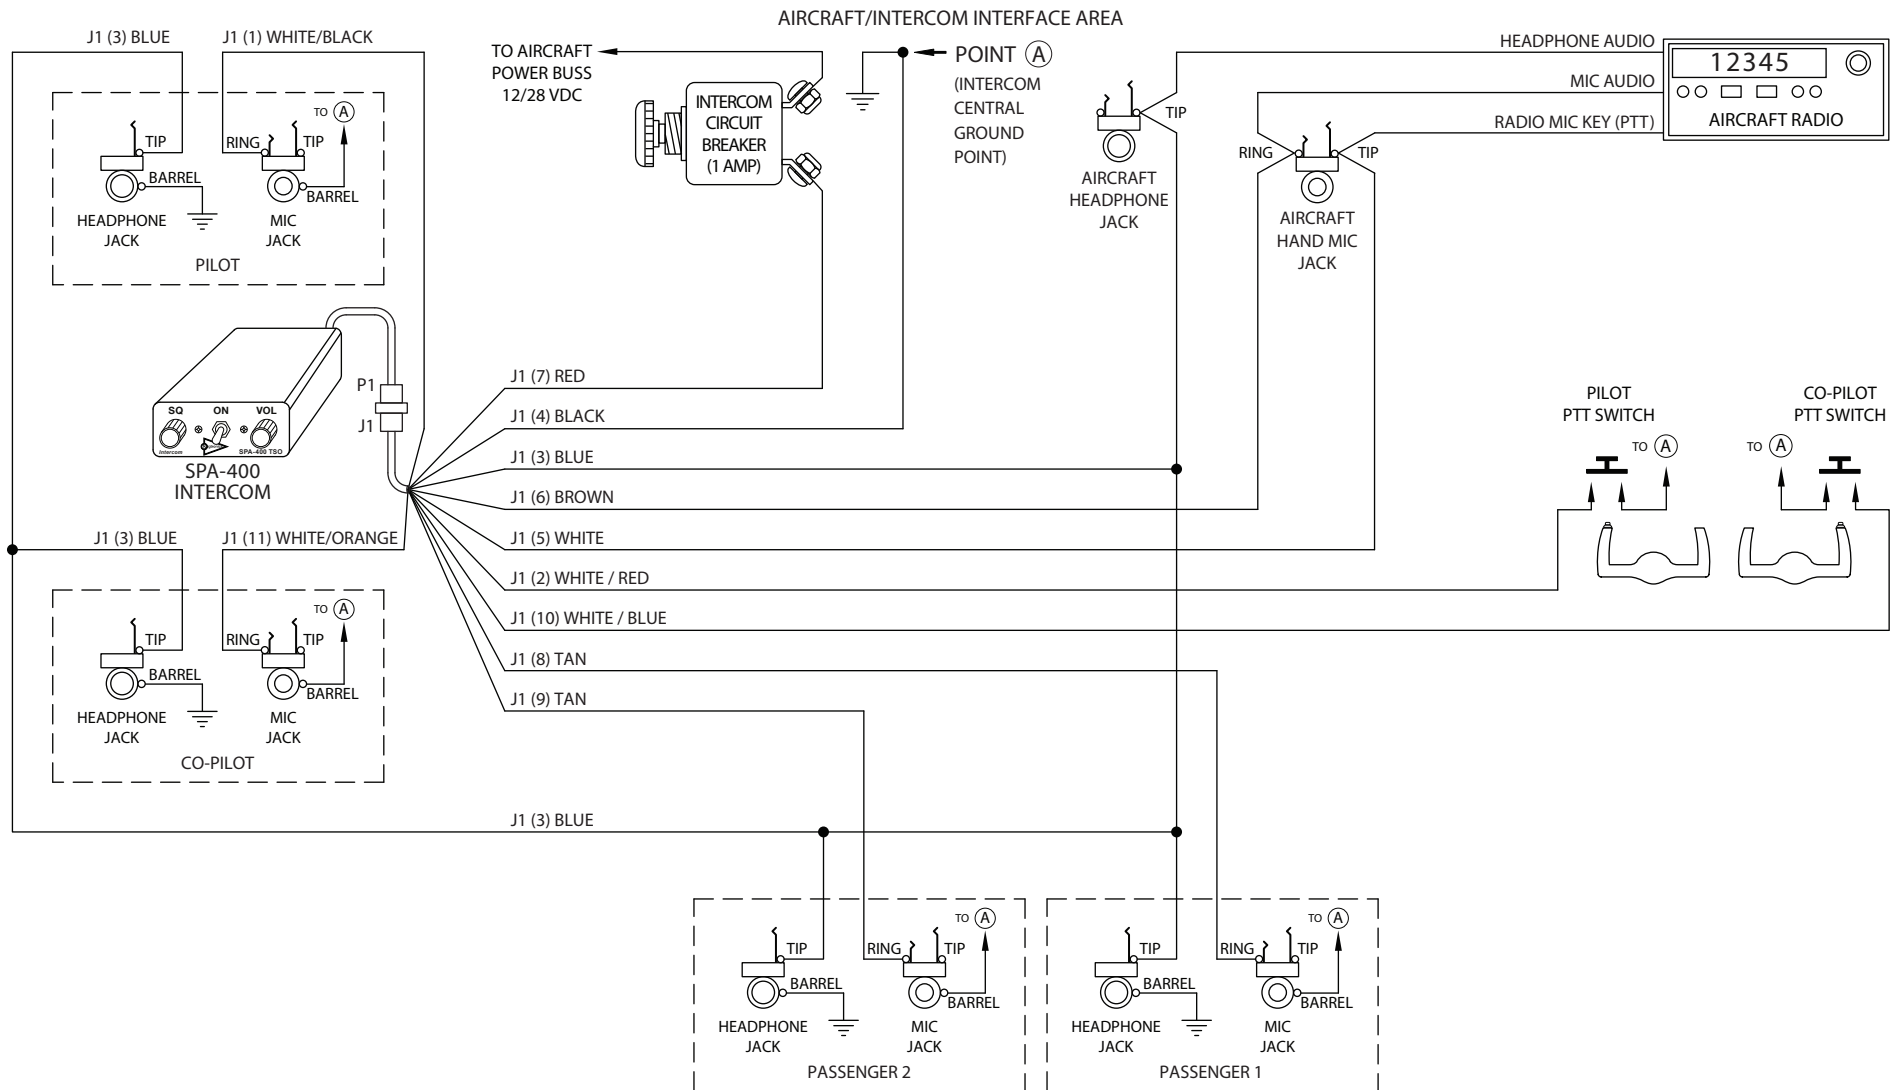 AIRCRAFT/INTERCOM INTERFACE AREA
J1 (3) BLUE
J1 (1) WHITE/BLACK
TO A
TIP
RING
TIP
BARREL
BARREL
HEADPHONE
JACK
MIC
JACK
PILOT
TO AIRCRAFT
POWER BUSS
12/28 VDC
INTERCOM
CIRCUIT
BREAKER
(1 AMP)
POINT A
(INTERCOM
CENTRAL
GROUND
POINT)
TIP
AIRCRAFT
HEADPHONE
JACK
HEADPHONE AUDIO
MIC AUDIO
RADIO MIC KEY (PTT)
12345
AIRCRAFT RADIO
RING
TIP
AIRCRAFT
HAND MIC
JACK
P1
J1
SQ
ON
VOL
Intercom
SPA-400 TSO
SPA-400
INTERCOM
J1 (7) RED
J1 (4) BLACK
J1 (3) BLUE
J1 (6) BROWN
J1 (5) WHITE
J1 (2) WHITE / RED
J1 (10) WHITE / BLUE
J1 (8) TAN
J1 (9) TAN
PILOT
PTT SWITCH
TO A
CO-PILOT
PTT SWITCH
TO A
J1 (3) BLUE
J1 (11) WHITE/ORANGE
TO A
TIP
RING
TIP
BARREL
BARREL
HEADPHONE
JACK
MIC
JACK
CO-PILOT
J1 (3) BLUE
TO A
TIP
RING
TIP
BARREL
BARREL
HEADPHONE
JACK
MIC
JACK
PASSENGER 2
TO A
TIP
RING
TIP
BARREL
BARREL
HEADPHONE
JACK
MIC
JACK
PASSENGER 1